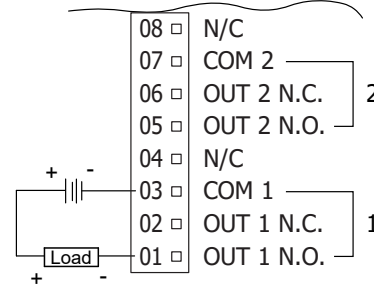 08 N/C
07 COM 2
06 OUT 2 N.C. 2
05 OUT 2 N.O.
04 N/C
+ - 03 COM 1
02 OUT 1 N.C. 1
Load 01 OUT 1 N.O.
+ -